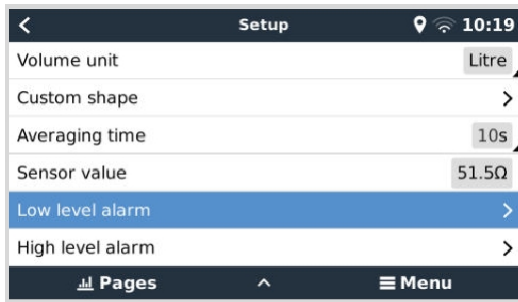 Setup 10:19
Volume unit Litre
Custom shape
Averaging time 10s
Sensor value 51.5Ω
Low level alarm
High level alarm
Pages Menu